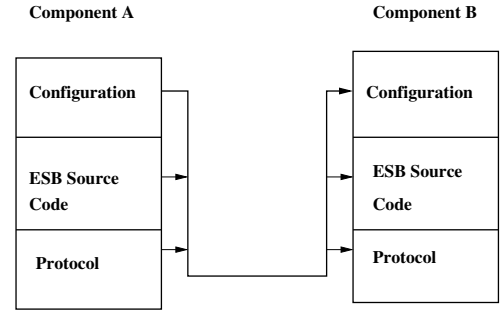 Component A
Component B
Configuration
ESB Source
Code
Protocol
Configuration
ESB Source
Code
Protocol